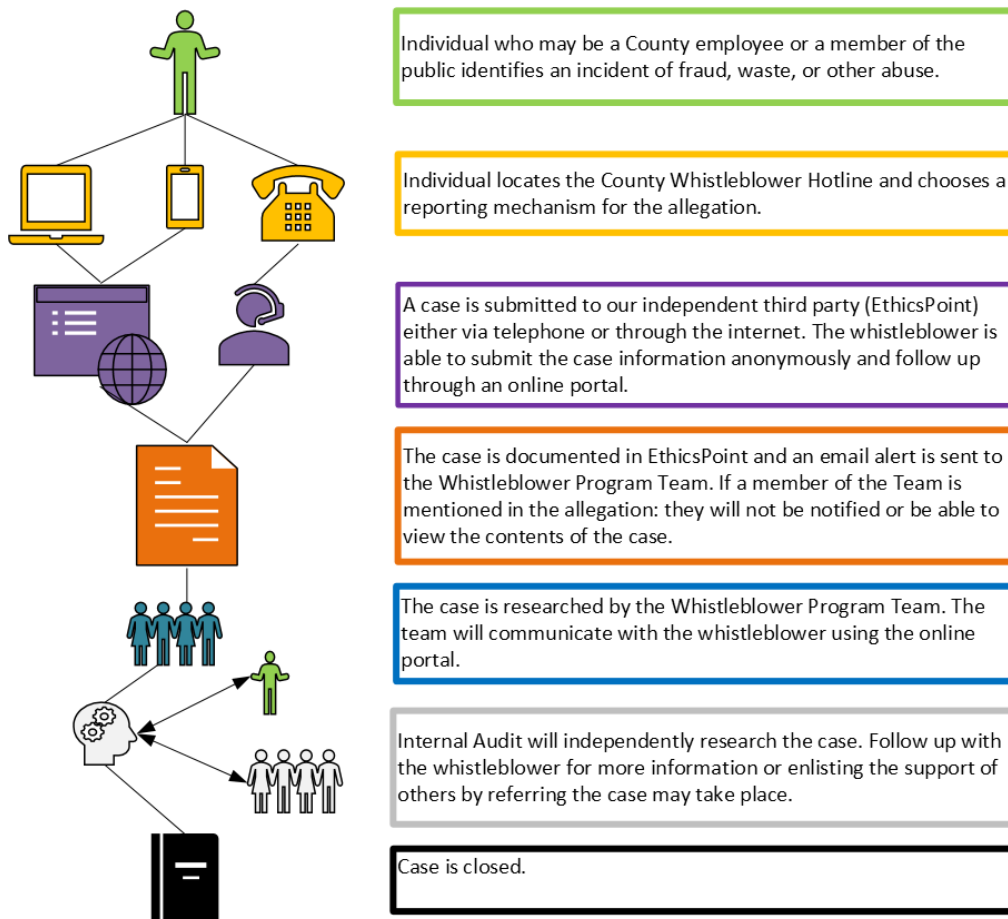 Individual who may be a County employee or a member of the
public identifies an incident of fraud, waste, or other abuse.
Individual locates the County Whistleblower Hotline and chooses a
reporting mechanism for the allegation.
A case is submitted to our independent third party (EthicsPoint)
either via telephone or through the internet. The whistleblower is
able to submit the case information anonymously and follow up
through an online portal.
The case is documented in EthicsPoint and an email alert is sent to
the Whistleblower Program Team. If a member of the Team is
mentioned in the allegation: they will not be notified or be able to
view the contents of the case.
The case is researched by the Whistleblower Program Team. The
team will communicate with the whistleblower using the online
portal.
Internal Audit will independently research the case. Follow up with
the whistleblower for more information or enlisting the support of
others by referring the case may take place.
Case is closed.